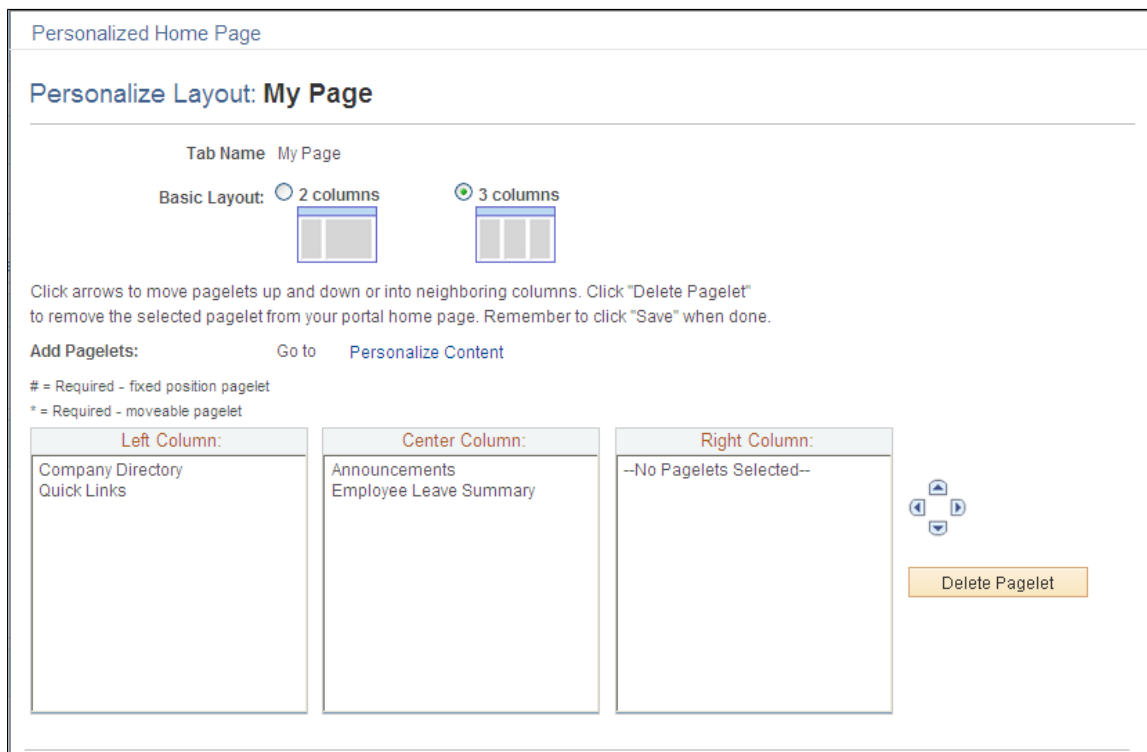 Personalized Home Page
Personalize Layout: My Page
Tab Name My Page
Basic Layout: 2 columns 3 columns
Click arrows to move pagelets up and down or into neighboring columns. Click "Delete Pagelet"
to remove the selected pagelet from your portal home page. Remember to click "Save" when done.
Add Pagelets: Go to Personalize Content
# = Required - fixed position pagelet
* = Required - moveable pagelet
Left Column: Center Column: Right Column:
Company Directory Announcements --No Pagelets Selected--
Quick Links Employee Leave Summary
Delete Pagelet